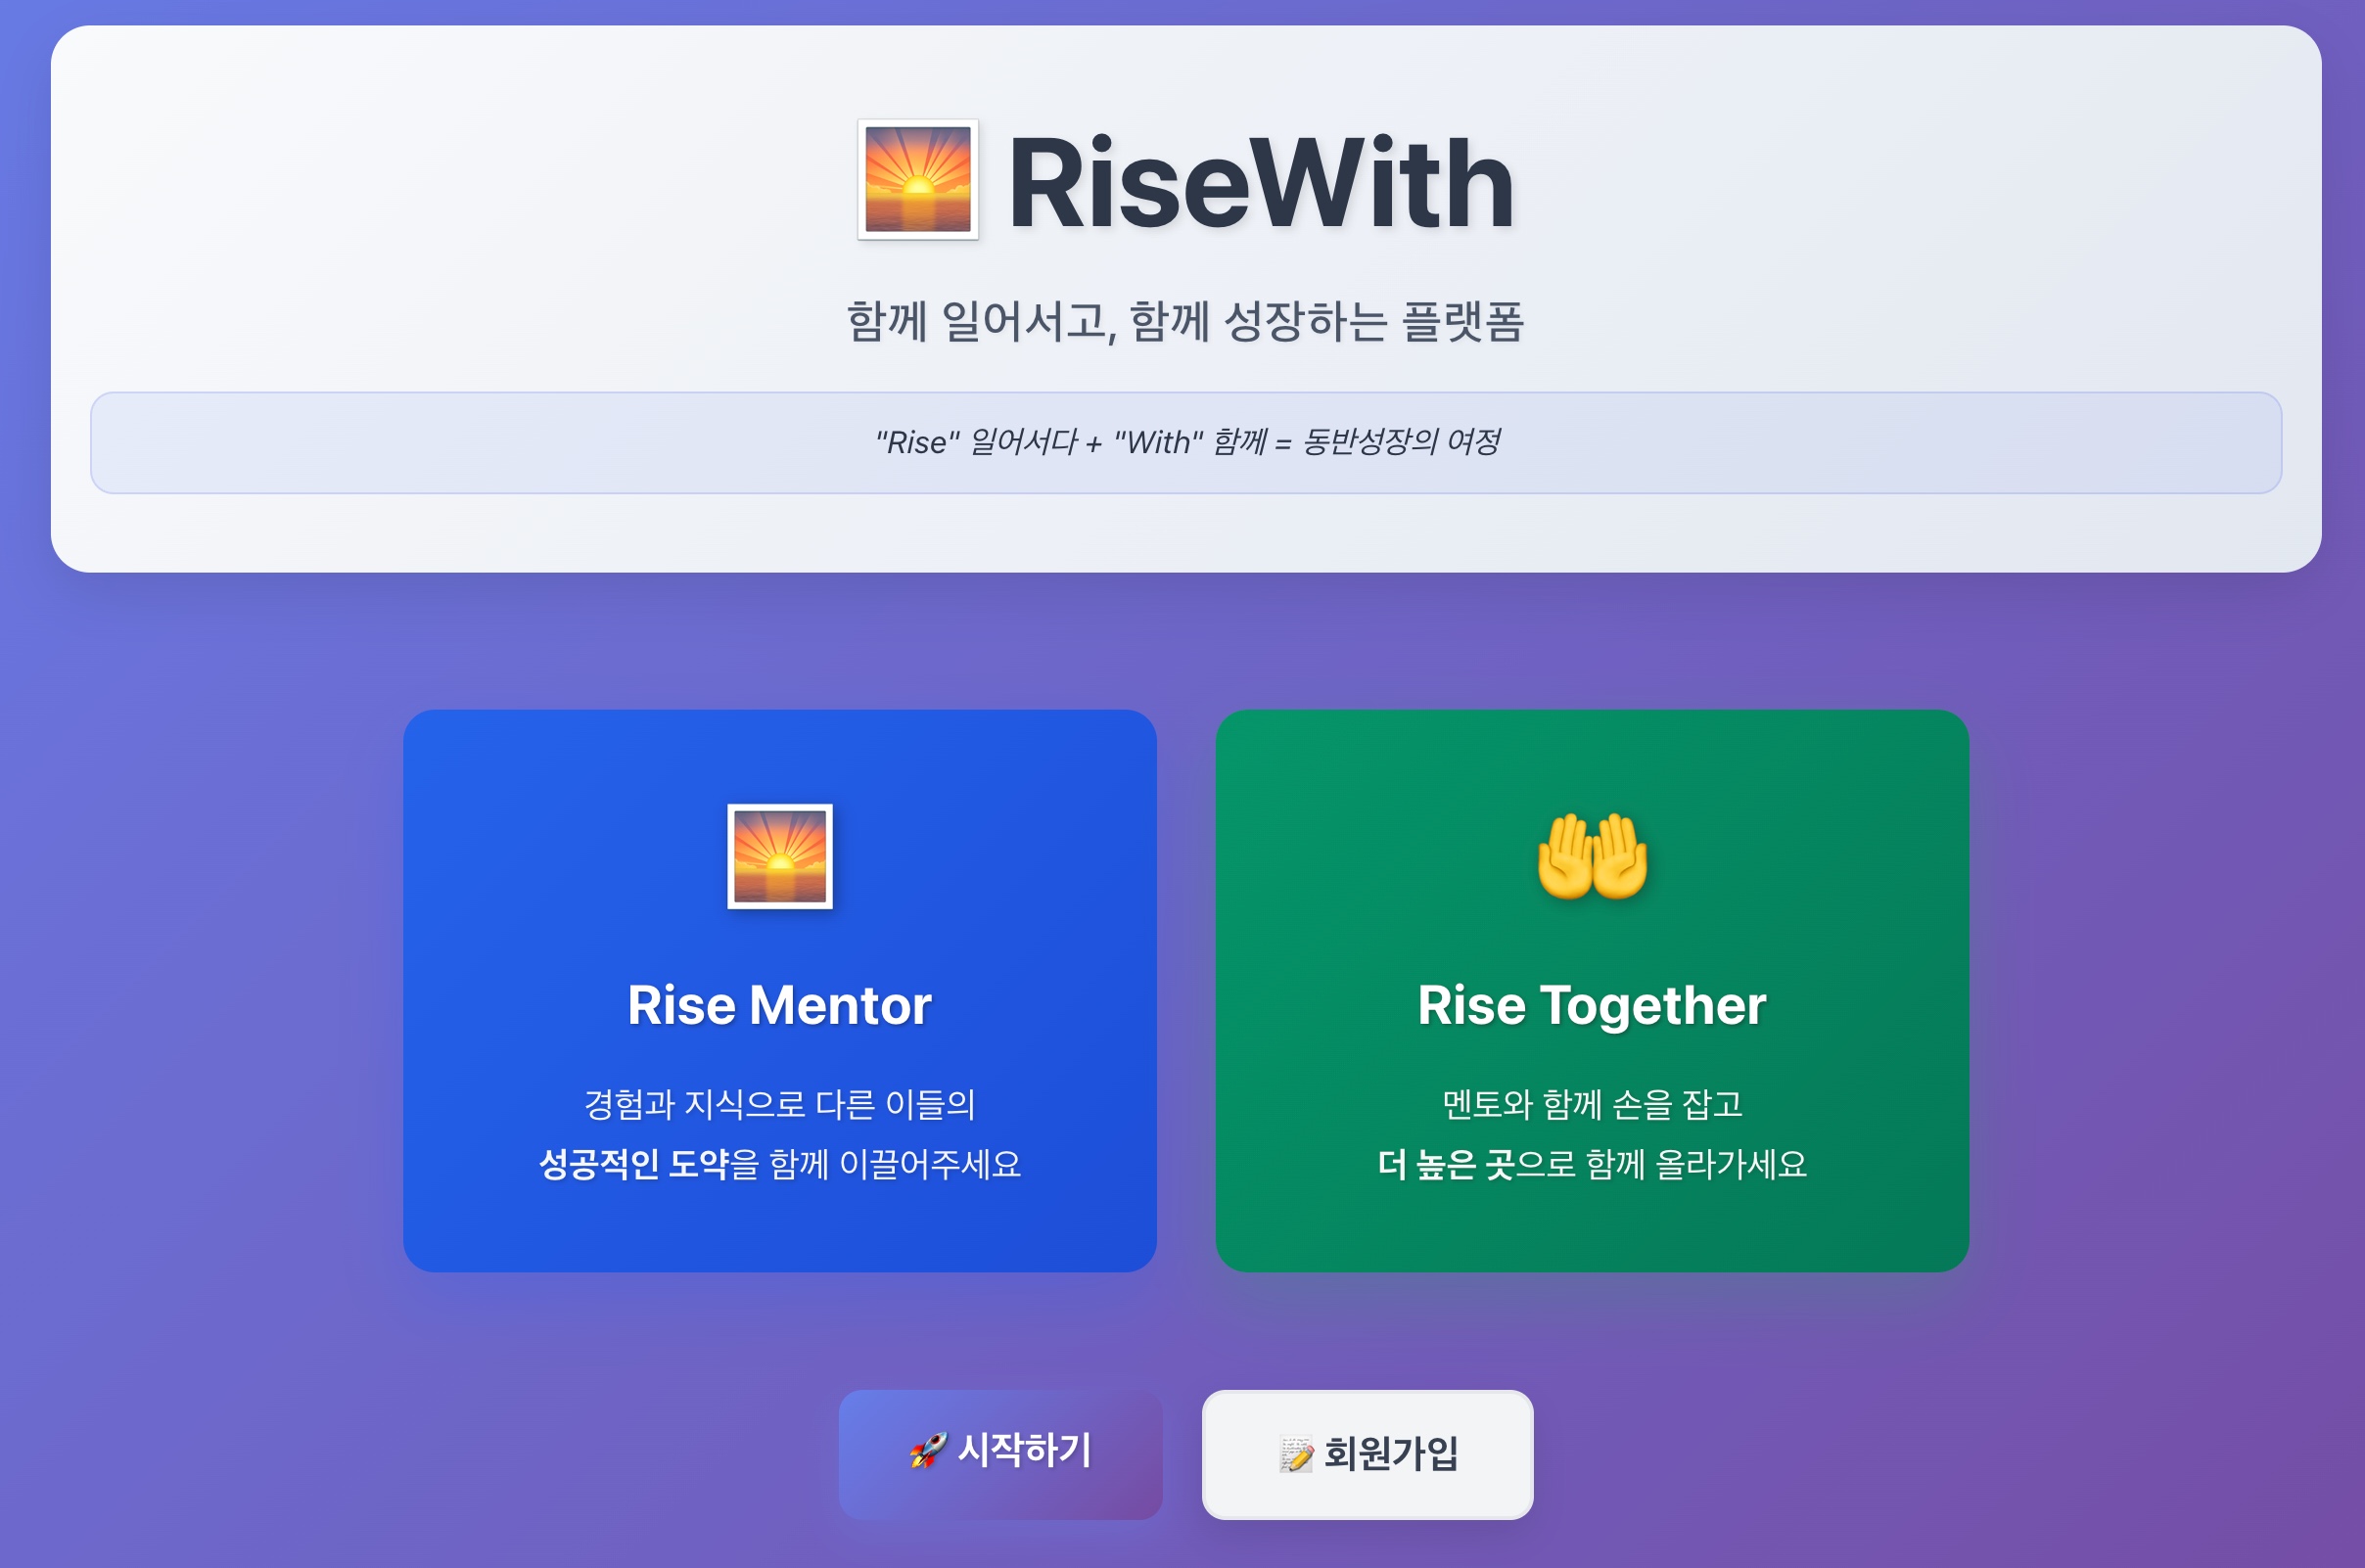 RiseWith
함께 일어서고, 함께 성장하는 플랫폼
"Rise" 일어서다 + "With" 함께 = 동반성장의 여정
Rise Mentor
경험과 지식으로 다른 이들의
성공적인 도약을 함께 이끌어주세요
Rise Together
멘토와 함께 손을 잡고
더 높은 곳으로 함께 올라가세요
시작하기
회원가입